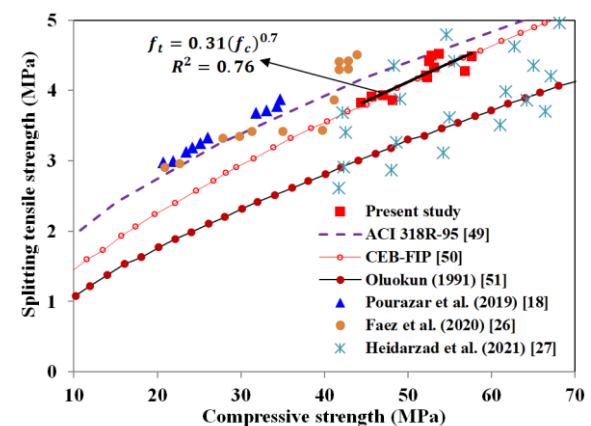 5
4
3
2
1
0
Splitting tensile strength (MPa)
f_t = 0.31(f_c)^0.7
R² = 0.76
Present study
ACI 318R-95 [49]
CEB-FIP [50]
Oluokun (1991) [51]
Pourazar et al. (2019) [18]
Faez et al. (2020) [26]
Heidarzad et al. (2021) [27]
10 20 30 40 50 60 70
Compressive strength (MPa)